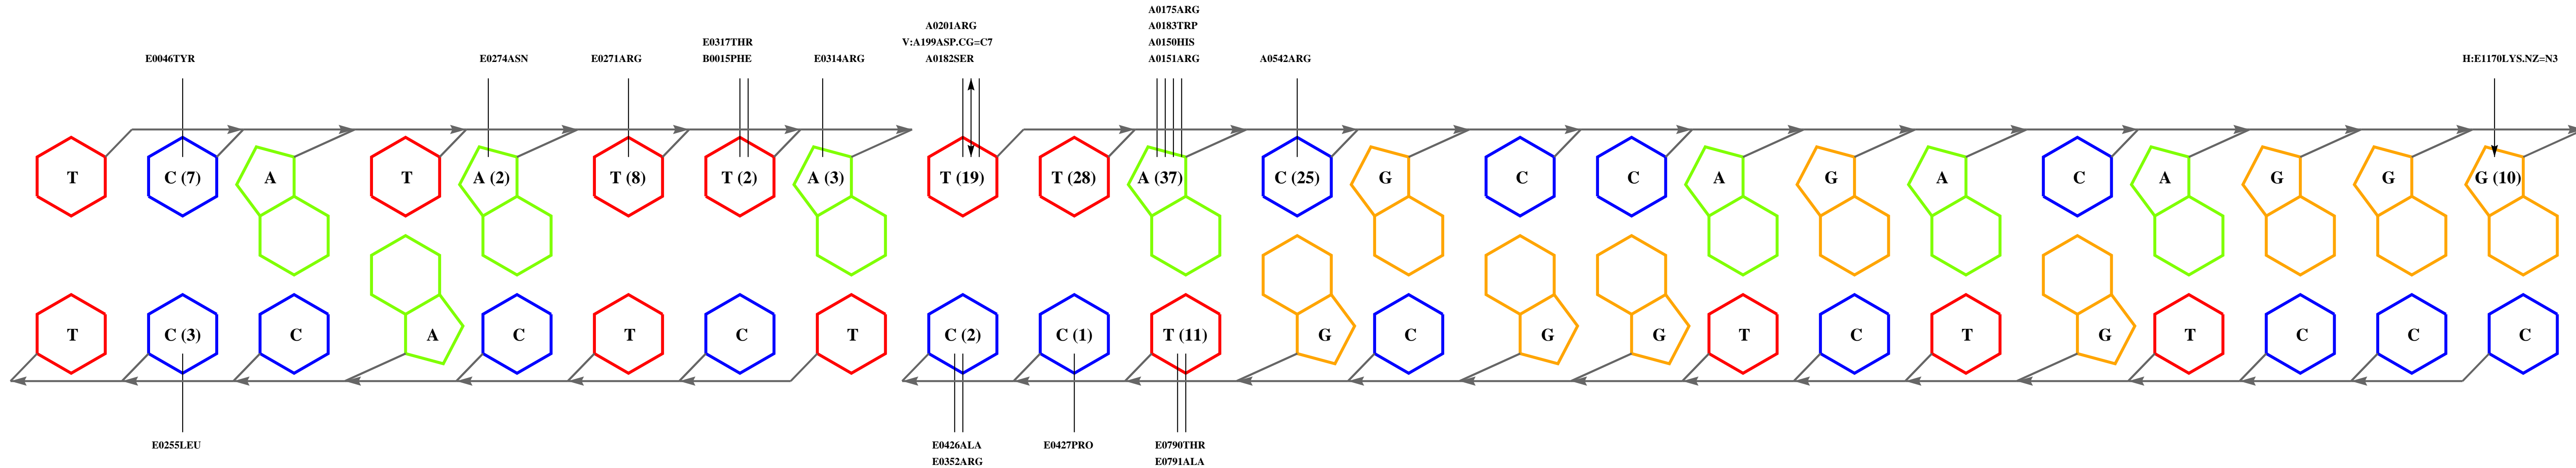 A0175ARG
A0201ARG A0183TRP
E0317THR V:A199ASP.CG=C7 A0150HIS
E0046TYR E0274ASN E0271ARG B0015PHE E0314ARG A0182SER A0151ARG A0542ARG H:E1170LYS.NZ=N3
T C (7) A T A (2) T (8) T (2) A (3) T (19) T (28) A (37) C (25) G C C A G A C A G G G (10)
T C (3) C A C T C T C (2) C (1) T (11) G C G G T C T G T C C C
E0255LEU E0426ALA E0427PRO E0790THR
E0352ARG E0791ALA